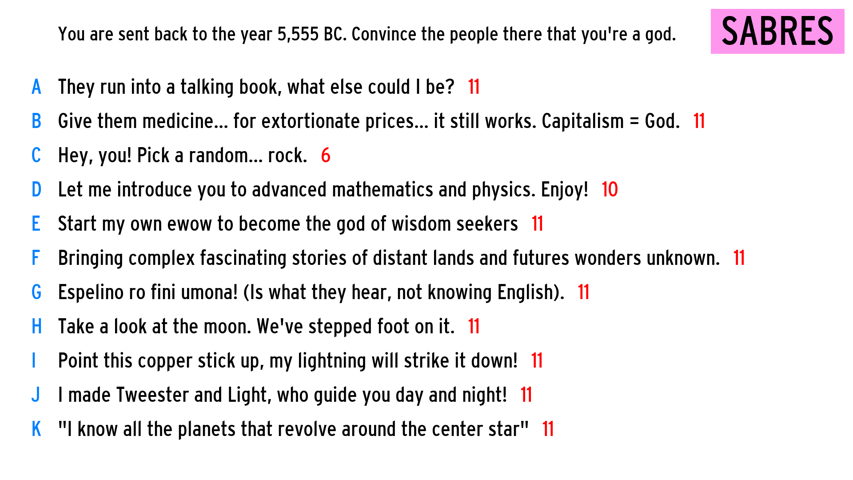 You are sent back to the year 5,555 BC. Convince the people there that you're a god.
SABRES
A They run into a talking book, what else could I be? 11
B Give them medicine... for extortionate prices... it still works. Capitalism = God. 11
C Hey, you! Pick a random... rock. 6
D Let me introduce you to advanced mathematics and physics. Enjoy! 10
E Start my own ewow to become the god of wisdom seekers 11
F Bringing complex fascinating stories of distant lands and futures wonders unknown. 11
G Espelino ro fini umona! (Is what they hear, not knowing English). 11
H Take a look at the moon. We've stepped foot on it. 11
I Point this copper stick up, my lightning will strike it down! 11
J I made Tweester and Light, who guide you day and night! 11
K "I know all the planets that revolve around the center star" 11